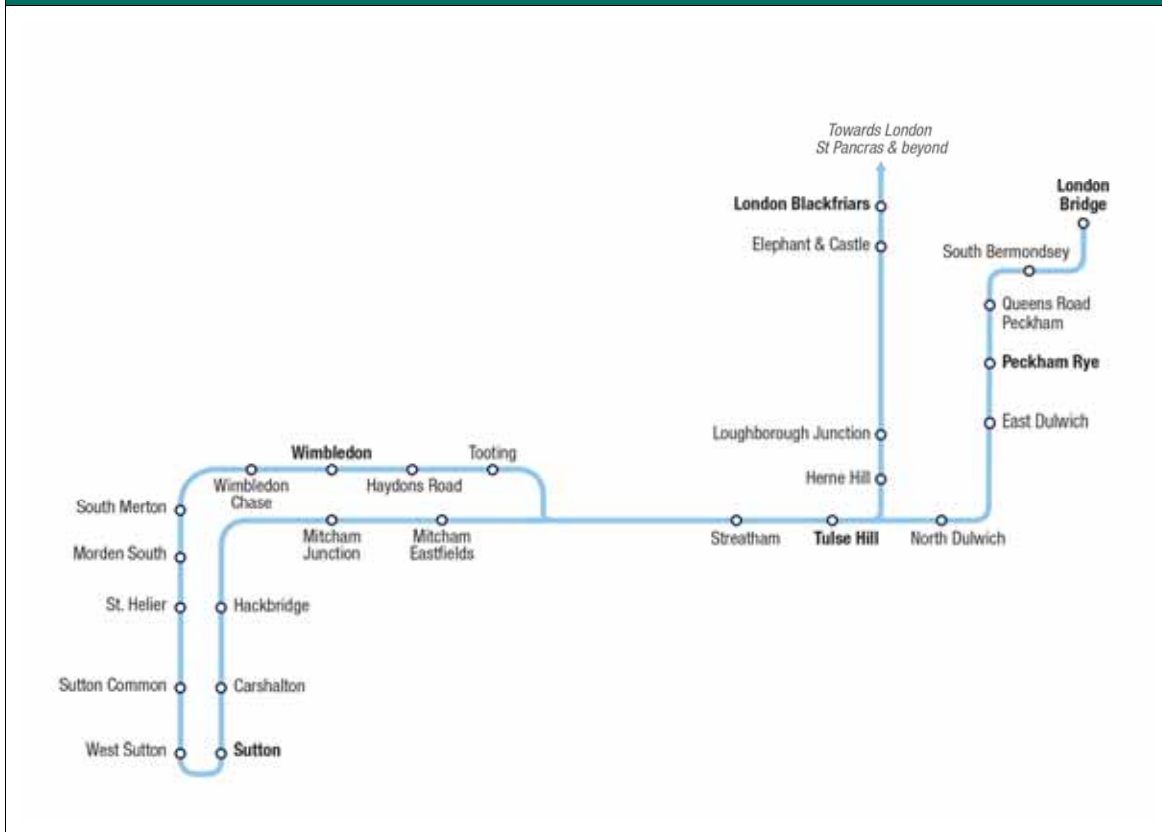 Towards London
St Pancras & beyond
London
Bridge
London Blackfriars
Elephant & Castle
South Bermondsey
Queens Road
Peckham
Peckham Rye
East Dulwich
Loughborough Junction
Herne Hill
Wimbledon
Tooting
Wimbledon
Chase
Haydons Road
South Merton
Mitcham
Junction
Mitcham
Eastfields
Streatham
Tulse Hill
North Dulwich
Morden South
St. Helier
Hackbridge
Sutton Common
Carshalton
West Sutton
Sutton